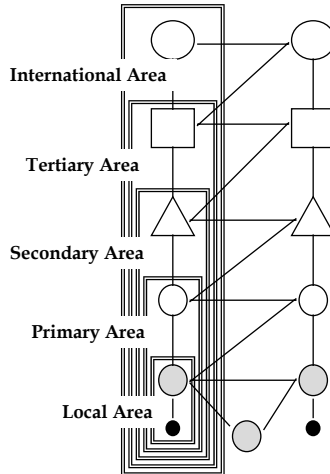 International Area
Tertiary Area
Secondary Area
Primary Area
Local Area